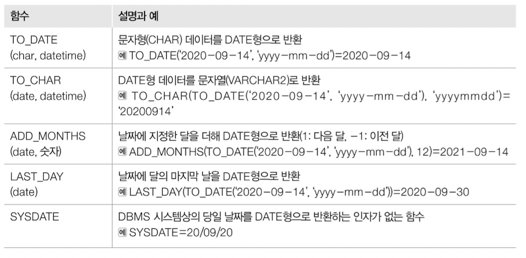 함수
설명과 예
TO_DATE
(char, datetime)
문자형(CHAR) 데이터를 DATE형으로 반환
예 TO_DATE('2020-09-14', 'yyyy-mm-dd')=2020-09-14
TO_CHAR
(date, datetime)
DATE형 데이터를 문자열(VARCHAR2)로 반환
예 TO_CHAR(TO_DATE('2020-09-14', 'yyyy-mm-dd'), 'yyyymmdd')=
'20200914'
ADD_MONTHS
(date, 숫자)
날짜에 지정한 달을 더해 DATE형으로 반환(1: 다음 달, -1: 이전 달)
예 ADD_MONTHS(TO_DATE('2020-09-14', 'yyyy-mm-dd'), 12)=2021-09-14
LAST_DAY
(date)
날짜에 달의 마지막 날을 DATE형으로 반환
예 LAST_DAY(TO_DATE('2020-09-14', 'yyyy-mm-dd'))=2020-09-30
SYSDATE
DBMS 시스템상의 당일 날짜를 DATE형으로 반환하는 인자가 없는 함수
예 SYSDATE=20/09/20